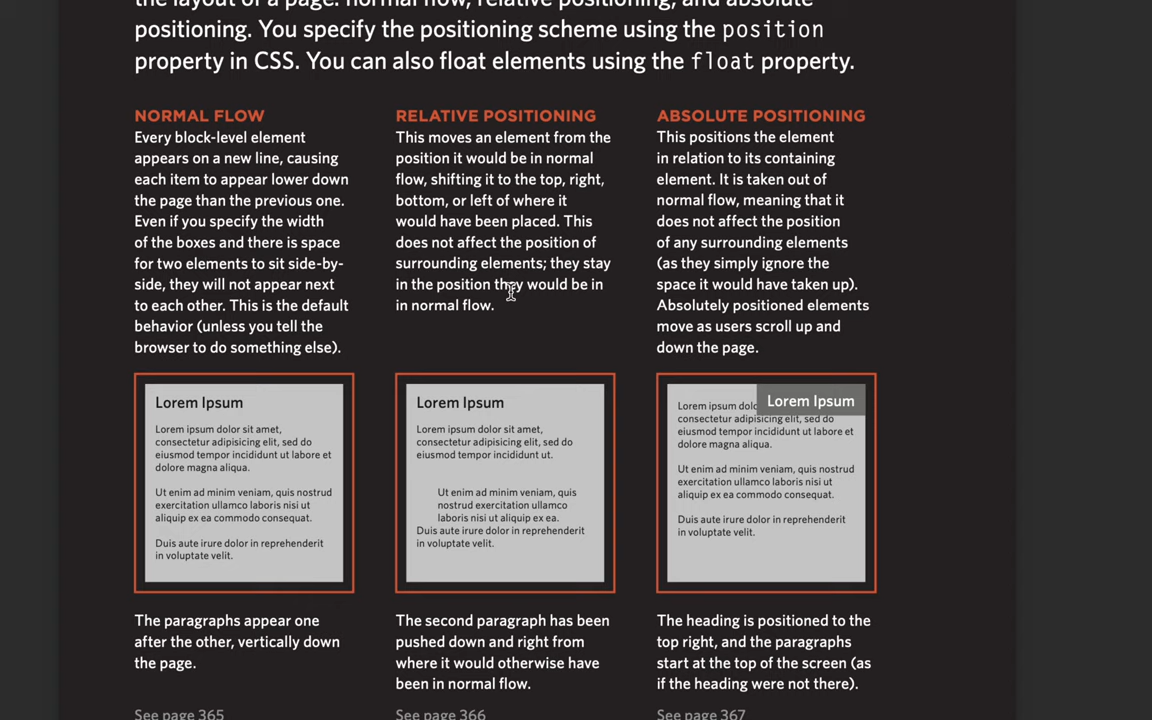 the layout of a page: normal flow, relative positioning, and absolute
positioning. You specify the positioning scheme using the position
property in CSS. You can also float elements using the float property.
NORMAL FLOW
Every block-level element
appears on a new line, causing
each item to appear lower down
the page than the previous one.
Even if you specify the width
of the boxes and there is space
for two elements to sit side-by-
side, they will not appear next
to each other. This is the default
behavior (unless you tell the
browser to do something else).
Lorem Ipsum
Lorem ipsum dolor sit amet,
consectetur adipisicing elit, sed do
eiusmod tempor incididunt ut labore et
dolore magna aliqua.
Ut enim ad minim veniam, quis nostrud
exercitation ullamco laboris nisi ut
aliquip ex ea commodo consequat.
Duis aute irure dolor in reprehenderit
in voluptate velit.
The paragraphs appear one
after the other, vertically down
the page.
See page 365
RELATIVE POSITIONING
This moves an element from the
position it would be in normal
flow, shifting it to the top, right,
bottom, or left of where it
would have been placed. This
does not affect the position of
surrounding elements; they stay
in the position they would be in
in normal flow.
Lorem Ipsum
Lorem ipsum dolor sit amet,
consectetur adipisicing elit, sed do
eiusmod tempor incididunt ut.
Ut enim ad minim veniam, quis
nostrud exercitation ullamco
laboris nisi ut aliquip ex ea.
Duis aute irure dolor in reprehenderit
in voluptate velit.
The second paragraph has been
pushed down and right from
where it would otherwise have
been in normal flow.
See page 366
ABSOLUTE POSITIONING
This positions the element
in relation to its containing
element. It is taken out of
normal flow, meaning that it
does not affect the position
of any surrounding elements
(as they simply ignore the
space it would have taken up).
Absolutely positioned elements
move as users scroll up and
down the page.
Lorem Ipsum
Lorem ipsum dolo
consectetur adipisicing elit, sed do
eiusmod tempor incididunt ut labore et
dolore magna aliqua.
Ut enim ad minim veniam, quis nostrud
exercitation ullamco laboris nisi ut
aliquip ex ea commodo consequat.
Duis aute irure dolor in reprehenderit
in voluptate velit.
The heading is positioned to the
top right, and the paragraphs
start at the top of the screen (as
if the heading were not there).
See page 367